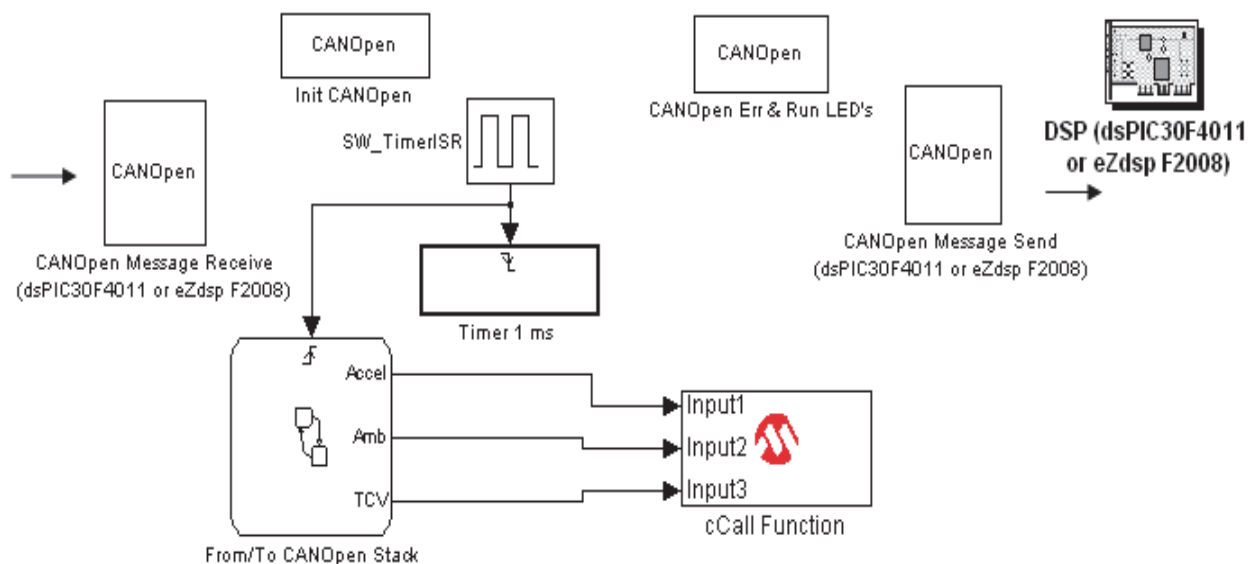 CANOpen
Init CANOpen
CANOpen
CANOpen Err & Run LED's
DSP (dsPIC30F4011
or eZdsp F2008)
CANOpen
CANOpen Message Receive
(dsPIC30F4011 or eZdsp F2008)
SW_TimerISR
CANOpen
CANOpen Message Send
(dsPIC30F4011 or eZdsp F2008)
Timer 1 ms
Accel
Amb
TCV
From/To CANOpen Stack
Input1
Input2
Input3
cCall Function